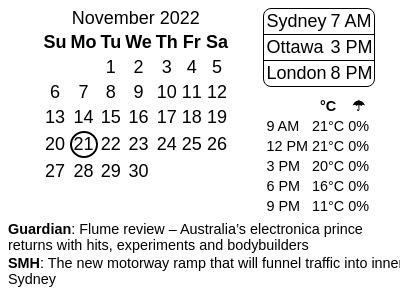 November 2022
Su Mo Tu We Th Fr Sa
1 2 3 4 5
6 7 8 9 10 11 12
13 14 15 16 17 18 19
20 21 22 23 24 25 26
27 28 29 30
Sydney 7 AM
Ottawa 3 PM
London 8 PM
°C ☂
9 AM 21°C 0%
12 PM 21°C 0%
3 PM 20°C 0%
6 PM 16°C 0%
9 PM 11°C 0%
Guardian: Flume review – Australia's electronica prince
returns with hits, experiments and bodybuilders
SMH: The new motorway ramp that will funnel traffic into inner
Sydney